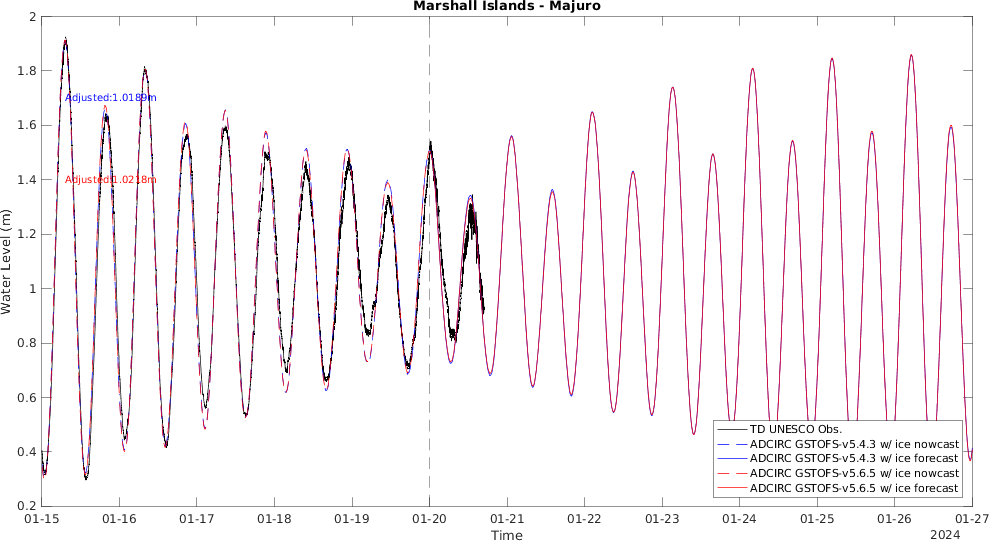 Marshall Islands - Majuro
2
1.8
1.6
1.4
1.2
1
0.8
0.6
0.4
0.2
Water Level (m)
Adjusted:1.0189m
Adjusted:1.0218m
TD UNESCO Obs.
ADCIRC GSTOFS-v5.4.3 w/ ice nowcast
ADCIRC GSTOFS-v5.4.3 w/ ice forecast
ADCIRC GSTOFS-v5.6.5 w/ ice nowcast
ADCIRC GSTOFS-v5.6.5 w/ ice forecast
01-15 01-16 01-17 01-18 01-19 01-20 01-21 01-22 01-23 01-24 01-25 01-26 01-27
Time
2024